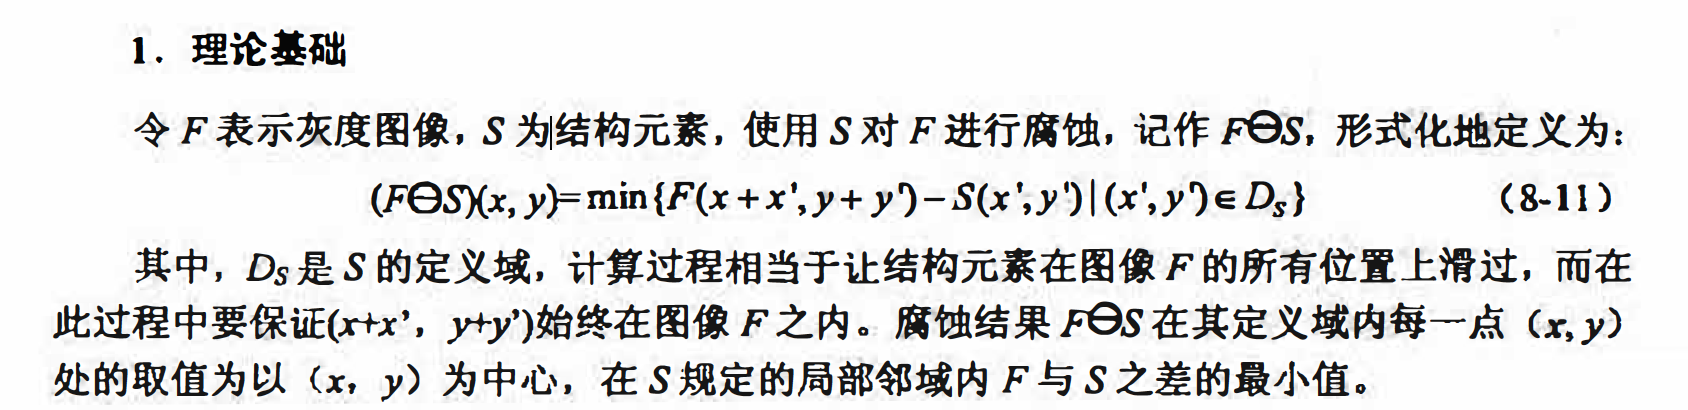 1. 理论基础
令 F 表示灰度图像，S 为结构元素，使用 S 对 F 进行腐蚀，记作 F⊖S，形式化地定义为：
(F⊖S)(x, y)=min{F(x+x',y+y')-S(x',y')|(x',y')∈D_S} （8-11）
其中，D_S是 S 的定义域，计算过程相当于让结构元素在图像 F 的所有位置上滑过，而在
此过程中要保证(x+x’，y+y’)始终在图像 F 之内。腐蚀结果 F⊖S 在其定义域内每一点（x, y）
处的取值为以（x，y）为中心，在 S 规定的局部邻域内 F 与 S 之差的最小值。